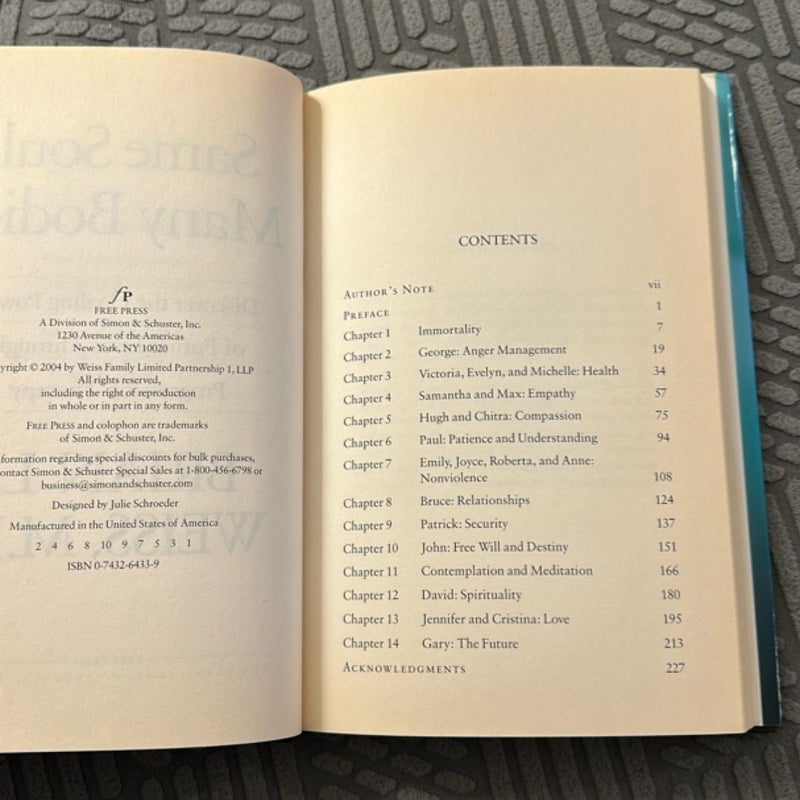 fP
FREE PRESS
A Division of Simon & Schuster, Inc.
1230 Avenue of the Americas
New York, NY 10020
yright © 2004 by Weiss Family Limited Partnership 1, LLP
All rights reserved,
including the right of reproduction
in whole or in part in any form.
FREE PRESS and colophon are trademarks
of Simon & Schuster, Inc.
formation regarding special discounts for bulk purchases,
ontact Simon & Schuster Special Sales at 1-800-456-6798 or
business@simonandschuster.com
Designed by Julie Schroeder
Manufactured in the United States of America
2 4 6 8 10 9 7 5 3 1
ISBN 0-7432-6433-9
CONTENTS
AUTHOR'S NOTE vii
PREFACE 1
Chapter 1 Immortality 7
Chapter 2 George: Anger Management 19
Chapter 3 Victoria, Evelyn, and Michelle: Health 34
Chapter 4 Samantha and Max: Empathy 57
Chapter 5 Hugh and Chitra: Compassion 75
Chapter 6 Paul: Patience and Understanding 94
Chapter 7 Emily, Joyce, Roberta, and Anne:
Nonviolence 108
Chapter 8 Bruce: Relationships 124
Chapter 9 Patrick: Security 137
Chapter 10 John: Free Will and Destiny 151
Chapter 11 Contemplation and Meditation 166
Chapter 12 David: Spirituality 180
Chapter 13 Jennifer and Cristina: Love 195
Chapter 14 Gary: The Future 213
ACKNOWLEDGMENTS 227